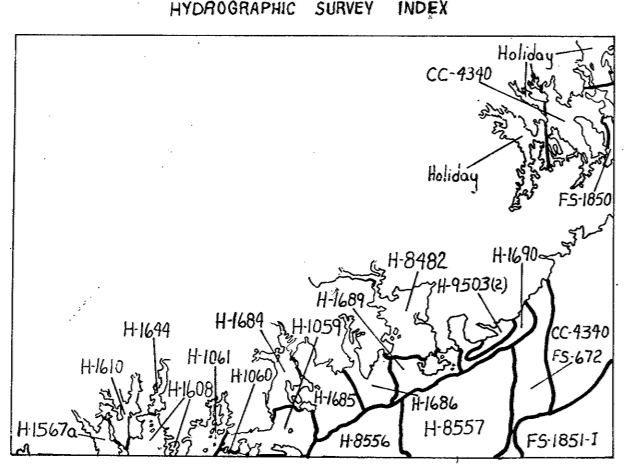 HYDROGRAPHIC SURVEY INDEX
Holiday
CC-4340
Holiday
FS-1850
H-1690
H-8482
H-9503(2)
H-1689
H-1684
H-1059
H-1644
CC-4340
FS-672
H-1061
H-1610
H-1060
H-1608
H-1685
H-1686
H-1567a
H-8556
H-8557
FS-1851-I